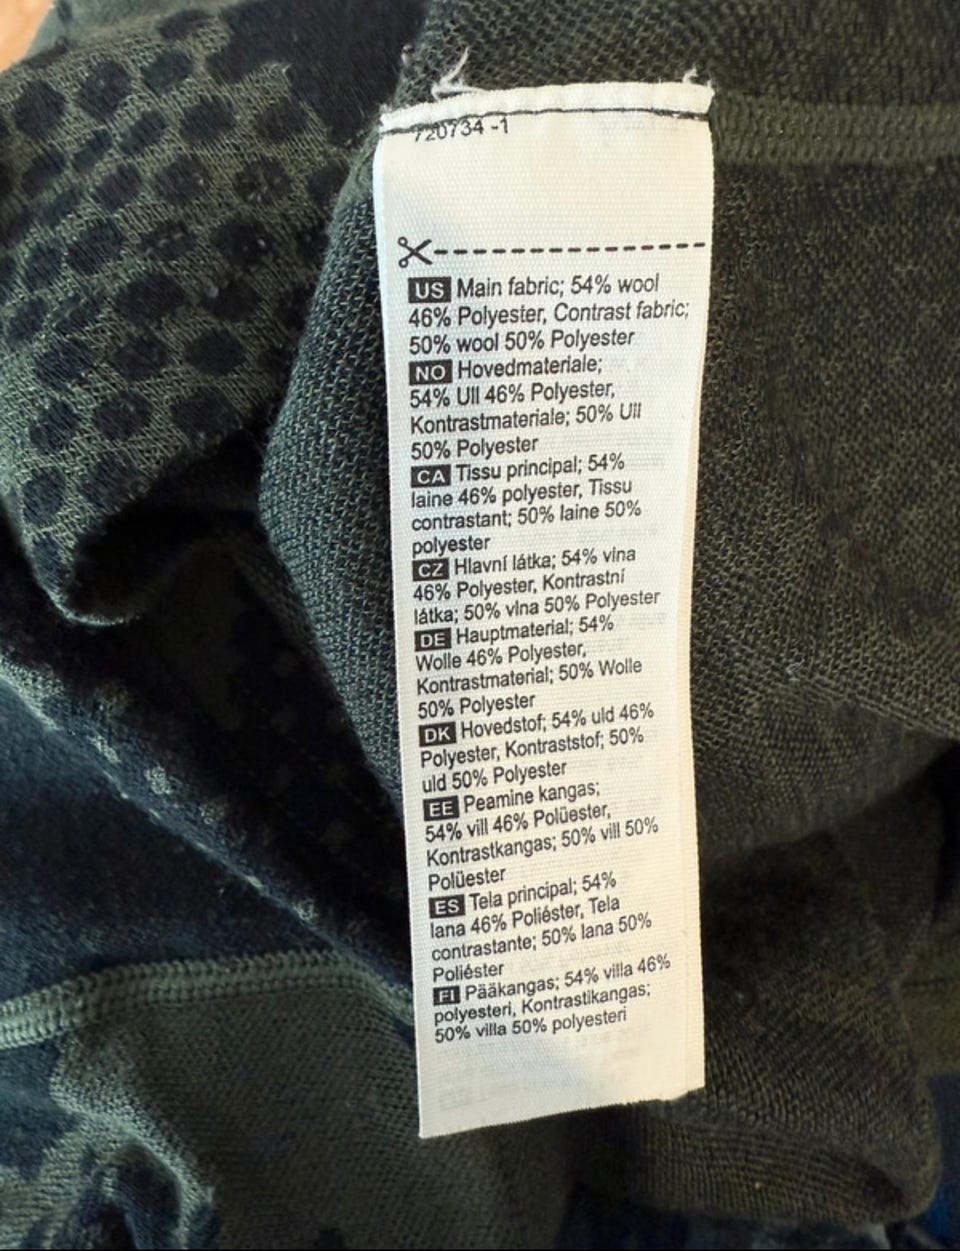 720734 -1
US Main fabric; 54% wool
46% Polyester, Contrast fabric;
50% wool 50% Polyester
NO Hovedmateriale;
54% Ull 46% Polyester,
Kontrastmateriale; 50% Ull
50% Polyester
CA Tissu principal; 54%
laine 46% polyester, Tissu
contrastant; 50% laine 50%
polyester
CZ Hlavní látka; 54% vlna
46% Polyester, Kontrastní
látka; 50% vlna 50% Polyester
DE Hauptmaterial; 54%
Wolle 46% Polyester,
Kontrastmaterial; 50% Wolle
50% Polyester
DK Hovedstof; 54% uld 46%
Polyester, Kontraststof; 50%
uld 50% Polyester
EE Peamine kangas;
54% vill 46% Polüester,
Kontrastkangas; 50% vill 50%
Polüester
ES Tela principal; 54%
lana 46% Poliéster, Tela
contrastante; 50% lana 50%
Poliéster
FI Pääkangas; 54% villa 46%
polyesteri, Kontrastikangas;
50% villa 50% polyesteri